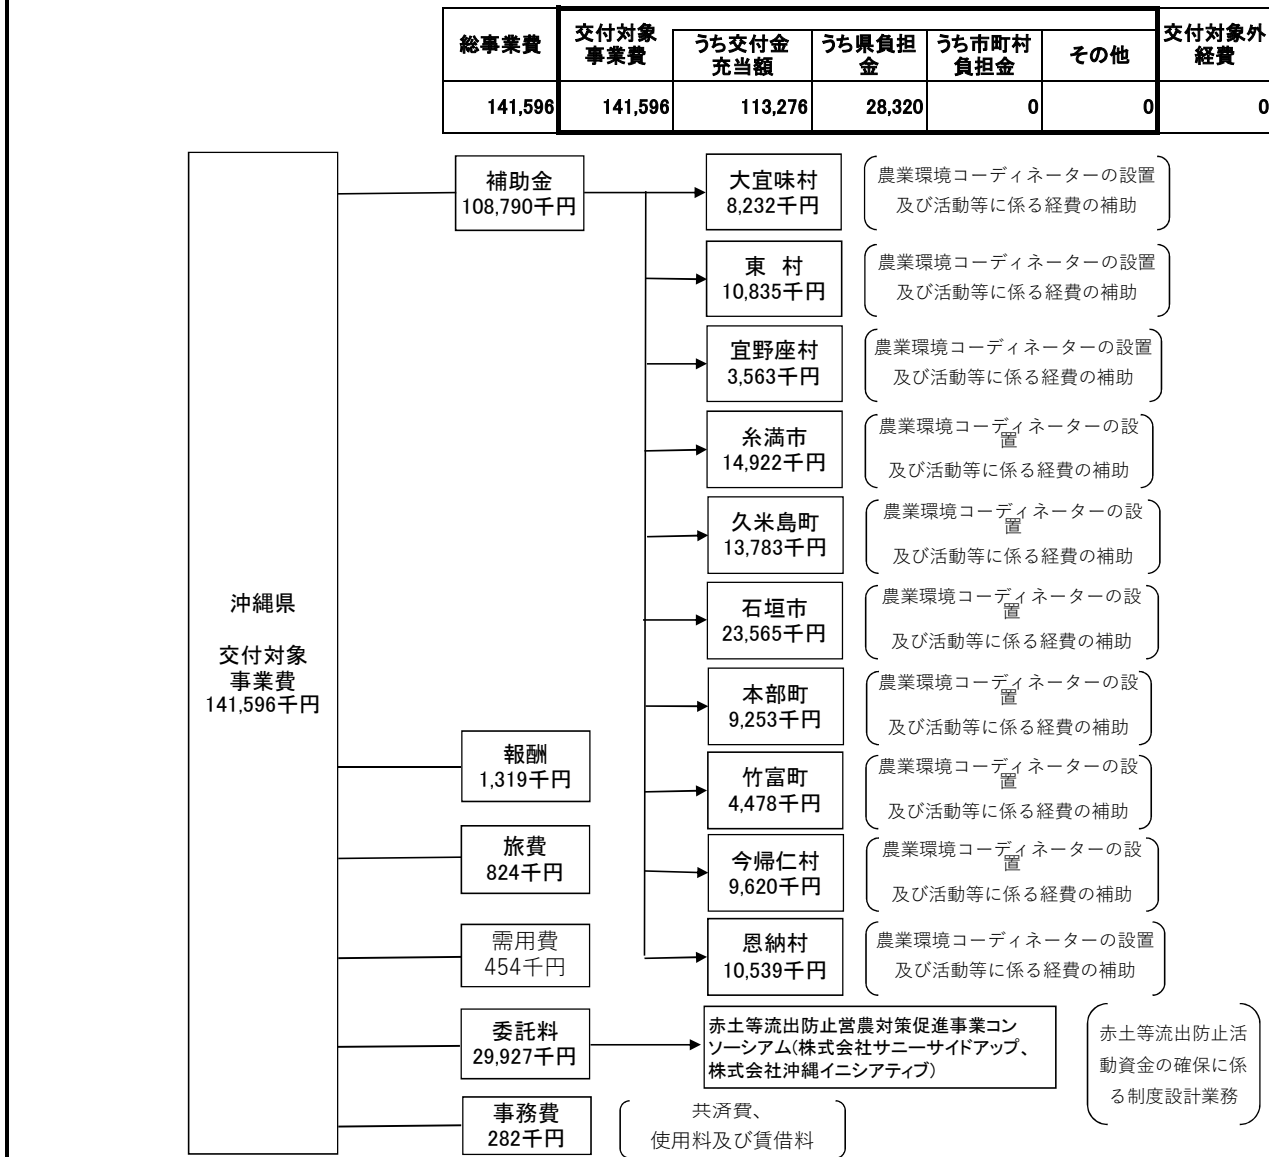 総事業費
交付対象
事業費
うち交付金
充当額
うち県負担
金
うち市町村
負担金
その他
交付対象外
経費
141,596
141,596
113,276
28,320
0
0
0
沖縄県
交付対象
事業費
141,596千円
補助金
108,790千円
大宜味村
8,232千円
農業環境コーディネーターの設置
及び活動等に係る経費の補助
東　村
10,835千円
農業環境コーディネーターの設置
及び活動等に係る経費の補助
宜野座村
3,563千円
農業環境コーディネーターの設置
及び活動等に係る経費の補助
糸満市
14,922千円
農業環境コーディネーターの設
置
及び活動等に係る経費の補助
久米島町
13,783千円
農業環境コーディネーターの設
置
及び活動等に係る経費の補助
石垣市
23,565千円
農業環境コーディネーターの設
置
及び活動等に係る経費の補助
本部町
9,253千円
農業環境コーディネーターの設
置
及び活動等に係る経費の補助
竹富町
4,478千円
農業環境コーディネーターの設
置
及び活動等に係る経費の補助
今帰仁村
9,620千円
農業環境コーディネーターの設
置
及び活動等に係る経費の補助
恩納村
10,539千円
農業環境コーディネーターの設置
及び活動等に係る経費の補助
報酬
1,319千円
旅費
824千円
需用費
454千円
委託料
29,927千円
赤土等流出防止営農対策促進事業コン
ソーシアム(株式会社サニーサイドアップ、
株式会社沖縄イニシアティブ)
赤土等流出防止活
動資金の確保に係
る制度設計業務
事務費
282千円
共済費、
使用料及び賃借料